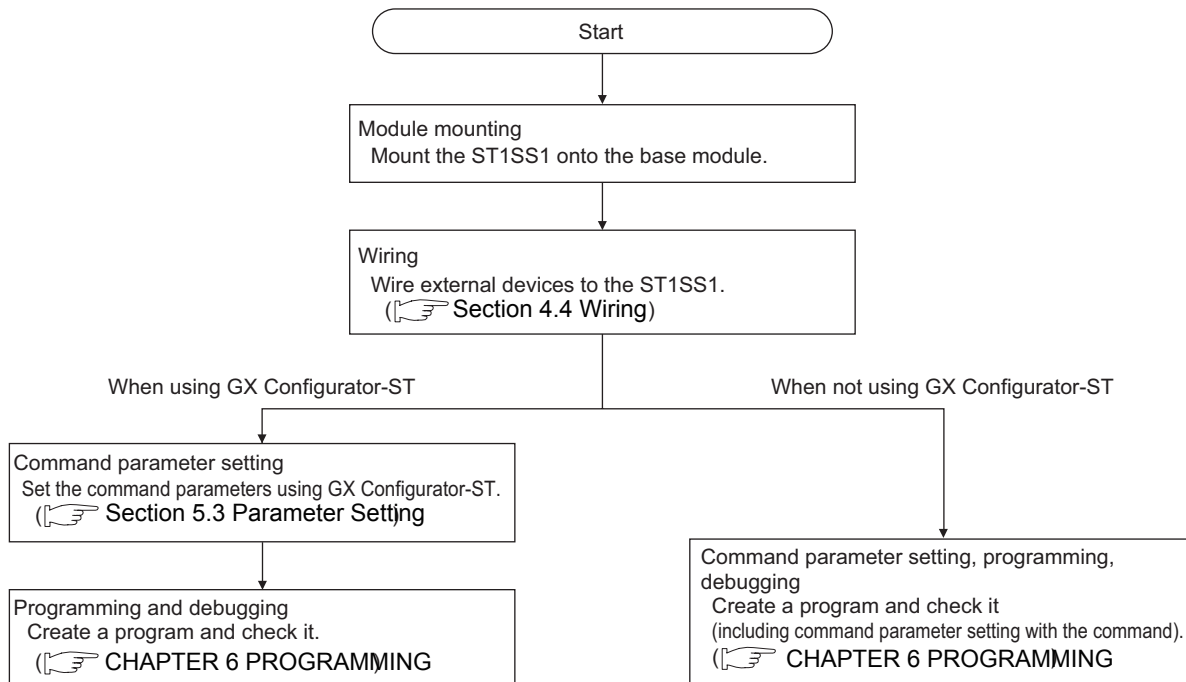 Start
Module mounting
Mount the ST1SS1 onto the base module.
Wiring
Wire external devices to the ST1SS1.
(Section 4.4 Wiring)
When using GX Configurator-ST
When not using GX Configurator-ST
Command parameter setting
Set the command parameters using GX Configurator-ST.
(Section 5.3 Parameter Setting)
Programming and debugging
Create a program and check it.
(CHAPTER 6 PROGRAMMING)
Command parameter setting, programming,
debugging
Create a program and check it
(including command parameter setting with the command).
(CHAPTER 6 PROGRAMMING)